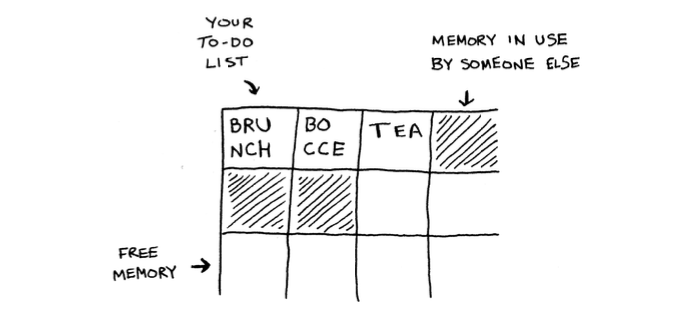 YOUR
TO-DO
LIST
MEMORY IN USE
BY SOMEONE ELSE
BRU
NCH
BO
CCE
TEA
FREE
MEMORY